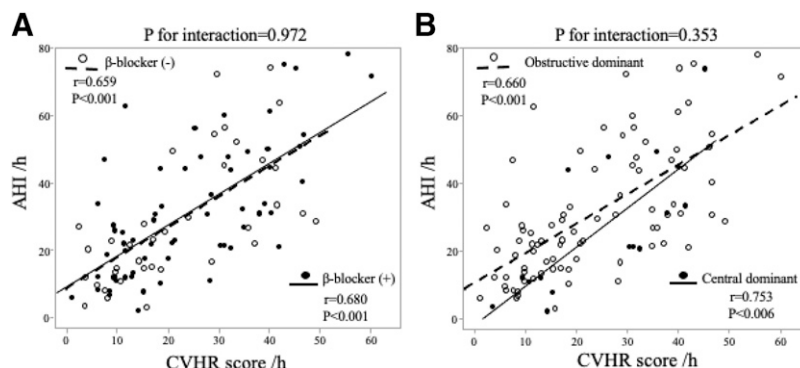 A
P for interaction=0.972
80
60
40
20
0
AHI /h
β-blocker (-)
r=0.659
P<0.001
β-blocker (+)
r=0.680
P<0.001
0 10 20 30 40 50 60
CVHR score /h
B
P for interaction=0.353
80
60
40
20
0
AHI /h
Obstructive dominant
r=0.660
P<0.001
Central dominant
r=0.753
P<0.006
0 10 20 30 40 50 60
CVHR score /h